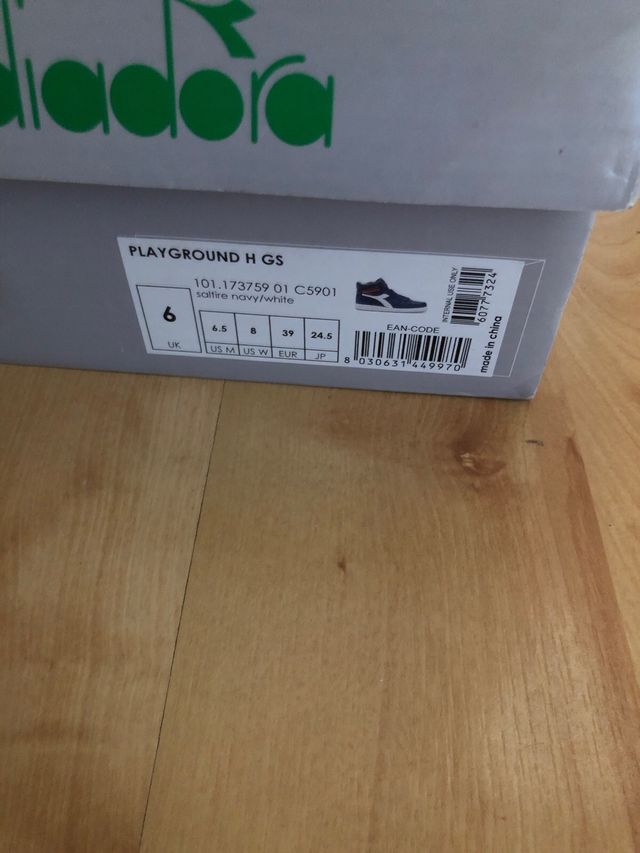 diadora
PLAYGROUND H GS
101.173759 01 C5901
saltire navy/white
6
UK
6.5 8 39 24.5
US M US W EUR JP
EAN-CODE
8 030631 449970
INTERNAL USE ONLY
60777324
made in china